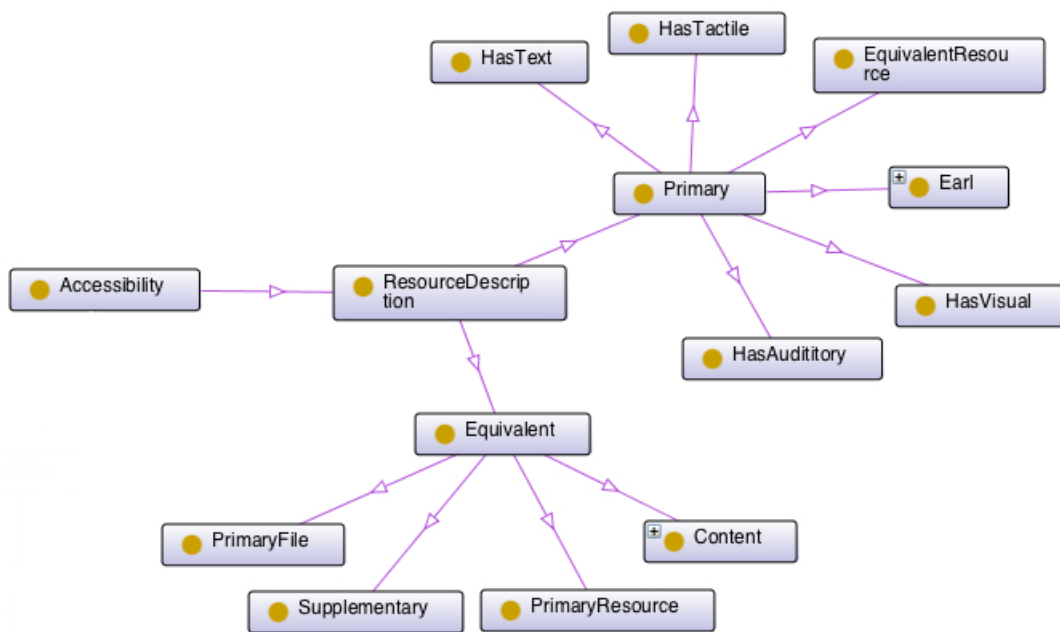 HasTactile
HasText
EquivalentResou
rce
Primary
Earl
Accessibility
ResourceDescrip
tion
HasVisual
HasAudititory
Equivalent
PrimaryFile
Content
Supplementary
PrimaryResource